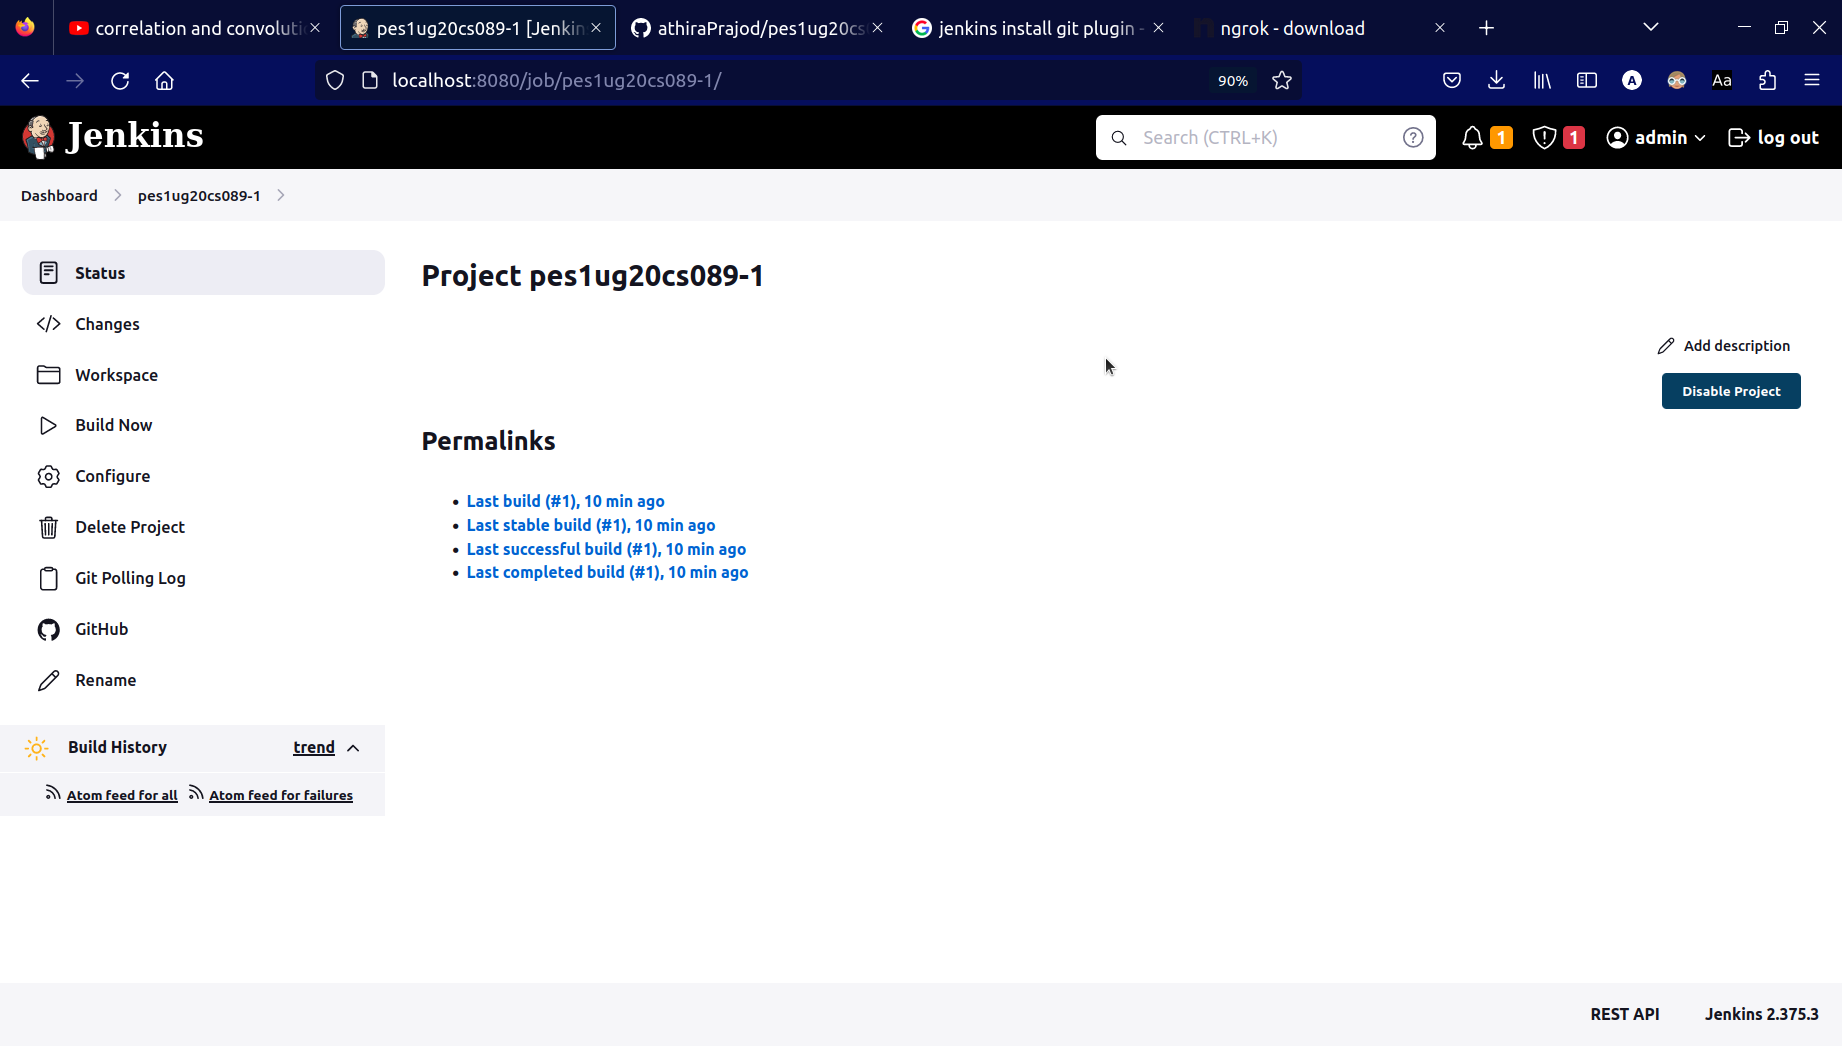 correlation and convoluti
pes1ug20cs089-1 [Jenkin
athiraPrajod/pes1ug20cs
jenkins install git plugin -
ngrok - download
localhost:8080/job/pes1ug20cs089-1/
90%
A
Aa
Jenkins
Search (CTRL+K)
1
1
admin
log out
Dashboard
pes1ug20cs089-1
Status
Changes
Workspace
Build Now
Configure
Delete Project
Git Polling Log
GitHub
Rename
Build History
trend
Atom feed for all
Atom feed for failures
Project pes1ug20cs089-1
Add description
Disable Project
Permalinks
Last build (#1), 10 min ago
Last stable build (#1), 10 min ago
Last successful build (#1), 10 min ago
Last completed build (#1), 10 min ago
REST API
Jenkins 2.375.3